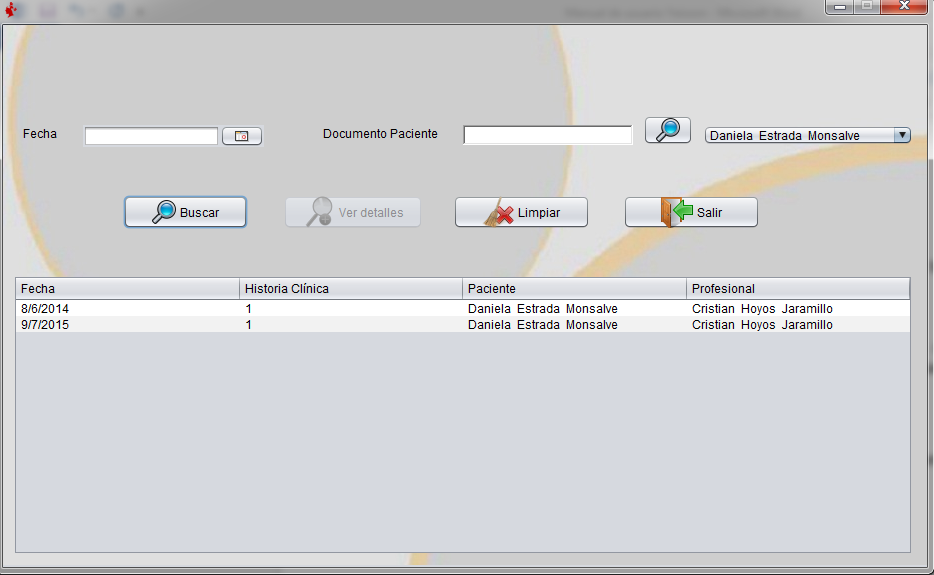 Fecha
Documento Paciente
Daniela Estrada Monsalve
Buscar
Ver detalles
Limpiar
Salir
Fecha Historia Clínica Paciente Profesional
8/6/2014 1 Daniela Estrada Monsalve Cristian Hoyos Jaramillo
9/7/2015 1 Daniela Estrada Monsalve Cristian Hoyos Jaramillo